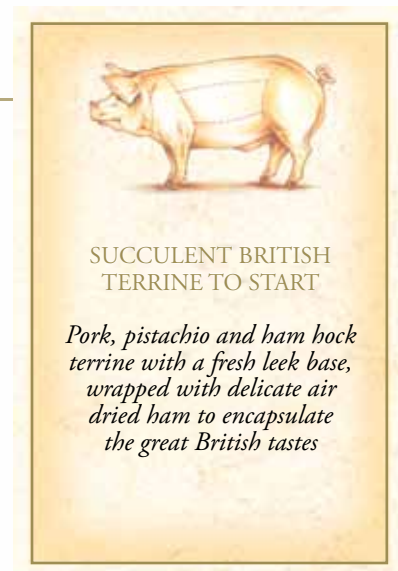 SUCCULENT BRITISH
TERRINE TO START
Pork, pistachio and ham hock
terrine with a fresh leek base,
wrapped with delicate air
dried ham to encapsulate
the great British tastes